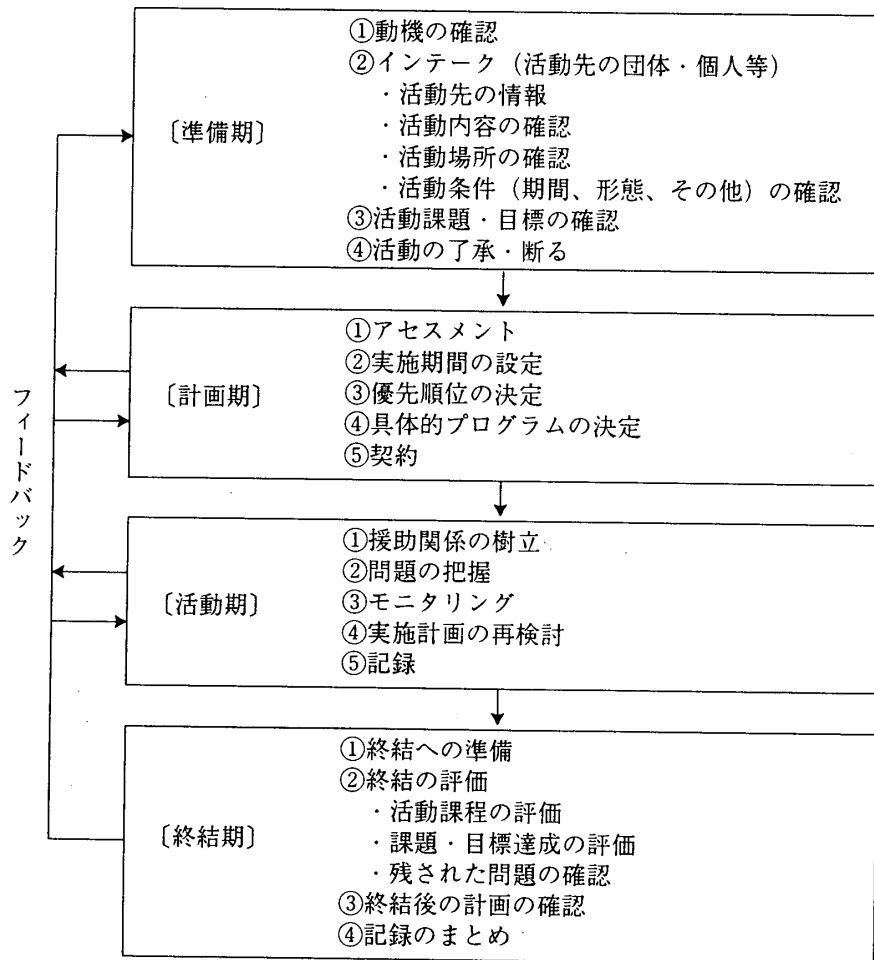 フィードバック
〔準備期〕
①動機の確認
②インテーク（活動先の団体・個人等）
・活動先の情報
・活動内容の確認
・活動場所の確認
・活動条件（期間、形態、その他）の確認
③活動課題・目標の確認
④活動の了承・断る
〔計画期〕
①アセスメント
②実施期間の設定
③優先順位の決定
④具体的プログラムの決定
⑤契約
〔活動期〕
①援助関係の樹立
②問題の把握
③モニタリング
④実施計画の再検討
⑤記録
〔終結期〕
①終結への準備
②終結の評価
・活動課程の評価
・課題・目標達成の評価
・残された問題の確認
③終結後の計画の確認
④記録のまとめ